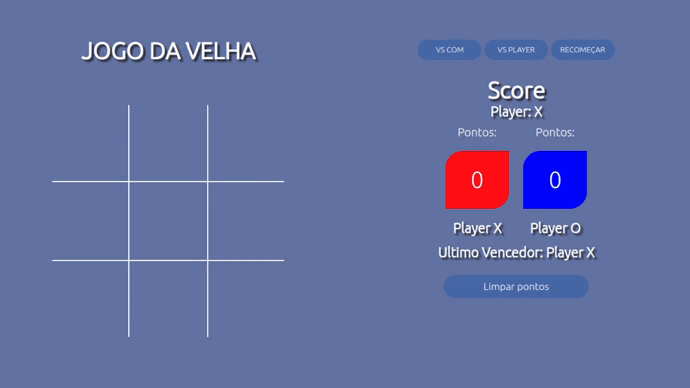 JOGO DA VELHA
VS COM VS PLAYER RECOMEÇAR
Score
Player: X
Pontos: Pontos:
0 0
Player X Player O
Ultimo Vencedor: Player X
Limpar pontos